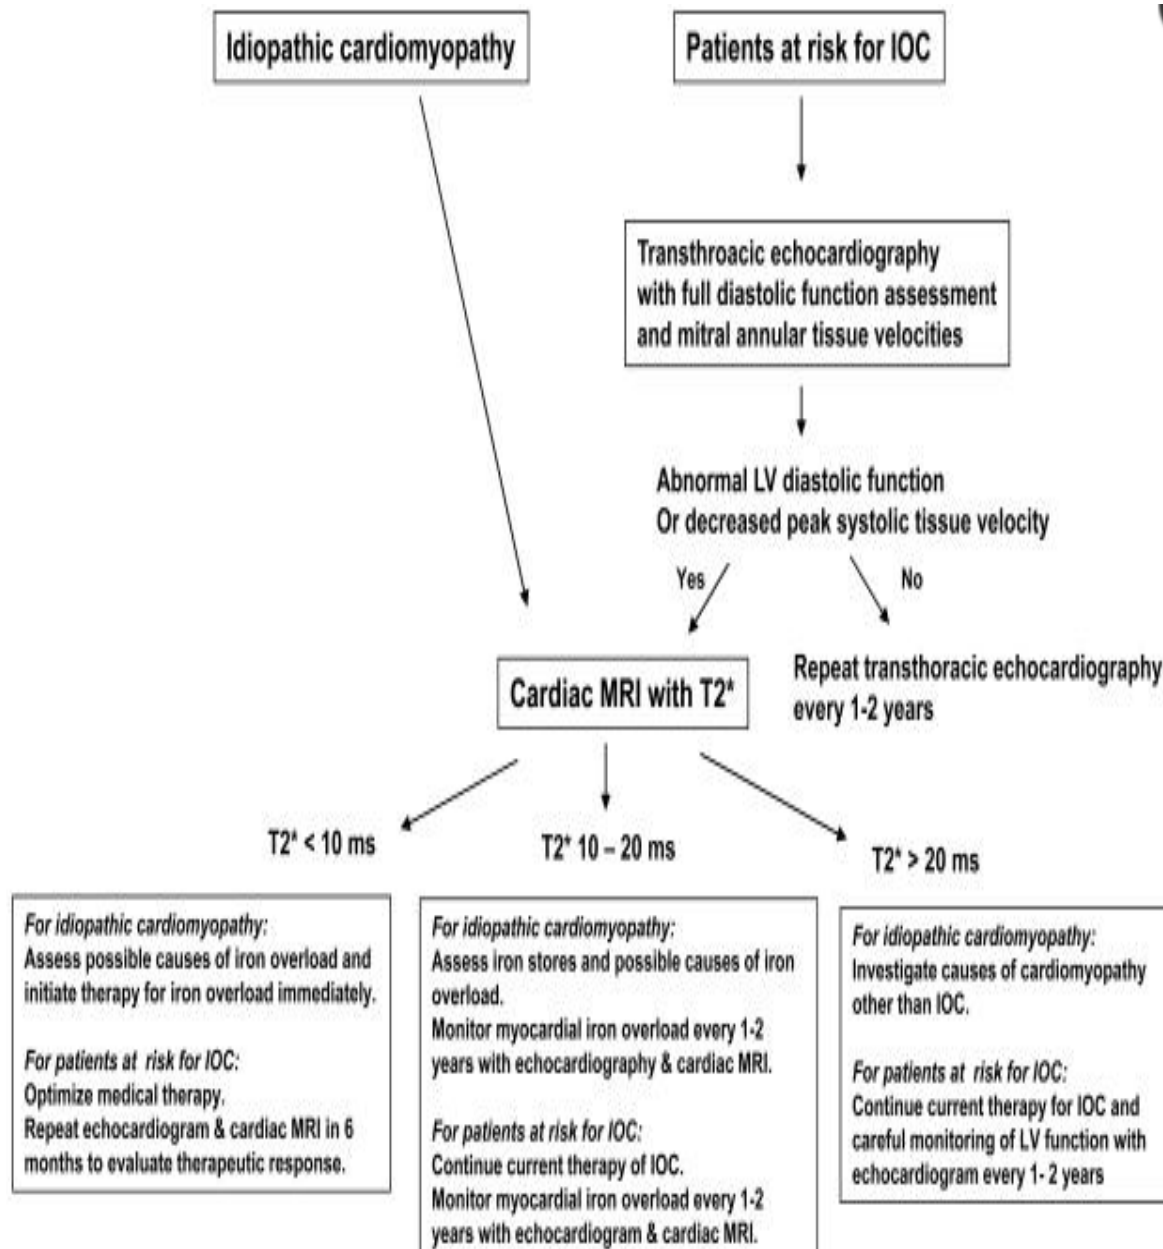 Idiopathic cardiomyopathy
Patients at risk for IOC
Transthroacic echocardiography
with full diastolic function assessment
and mitral annular tissue velocities
Abnormal LV diastolic function
Or decreased peak systolic tissue velocity
Yes
No
Repeat transthoracic echocardiography
every 1-2 years
Cardiac MRI with T2*
T2* < 10 ms
T2* 10 – 20 ms
T2* > 20 ms
For idiopathic cardiomyopathy:
Assess possible causes of iron overload and
initiate therapy for iron overload immediately.
For patients at risk for IOC:
Optimize medical therapy.
Repeat echocardiogram & cardiac MRI in 6
months to evaluate therapeutic response.
For idiopathic cardiomyopathy:
Assess iron stores and possible causes of iron
overload.
Monitor myocardial iron overload every 1-2
years with echocardiography & cardiac MRI.
For patients at risk for IOC:
Continue current therapy of IOC.
Monitor myocardial iron overload every 1-2
years with echocardiogram & cardiac MRI.
For idiopathic cardiomyopathy:
Investigate causes of cardiomyopathy
other than IOC.
For patients at risk for IOC:
Continue current therapy for IOC and
careful monitoring of LV function with
echocardiogram every 1- 2 years